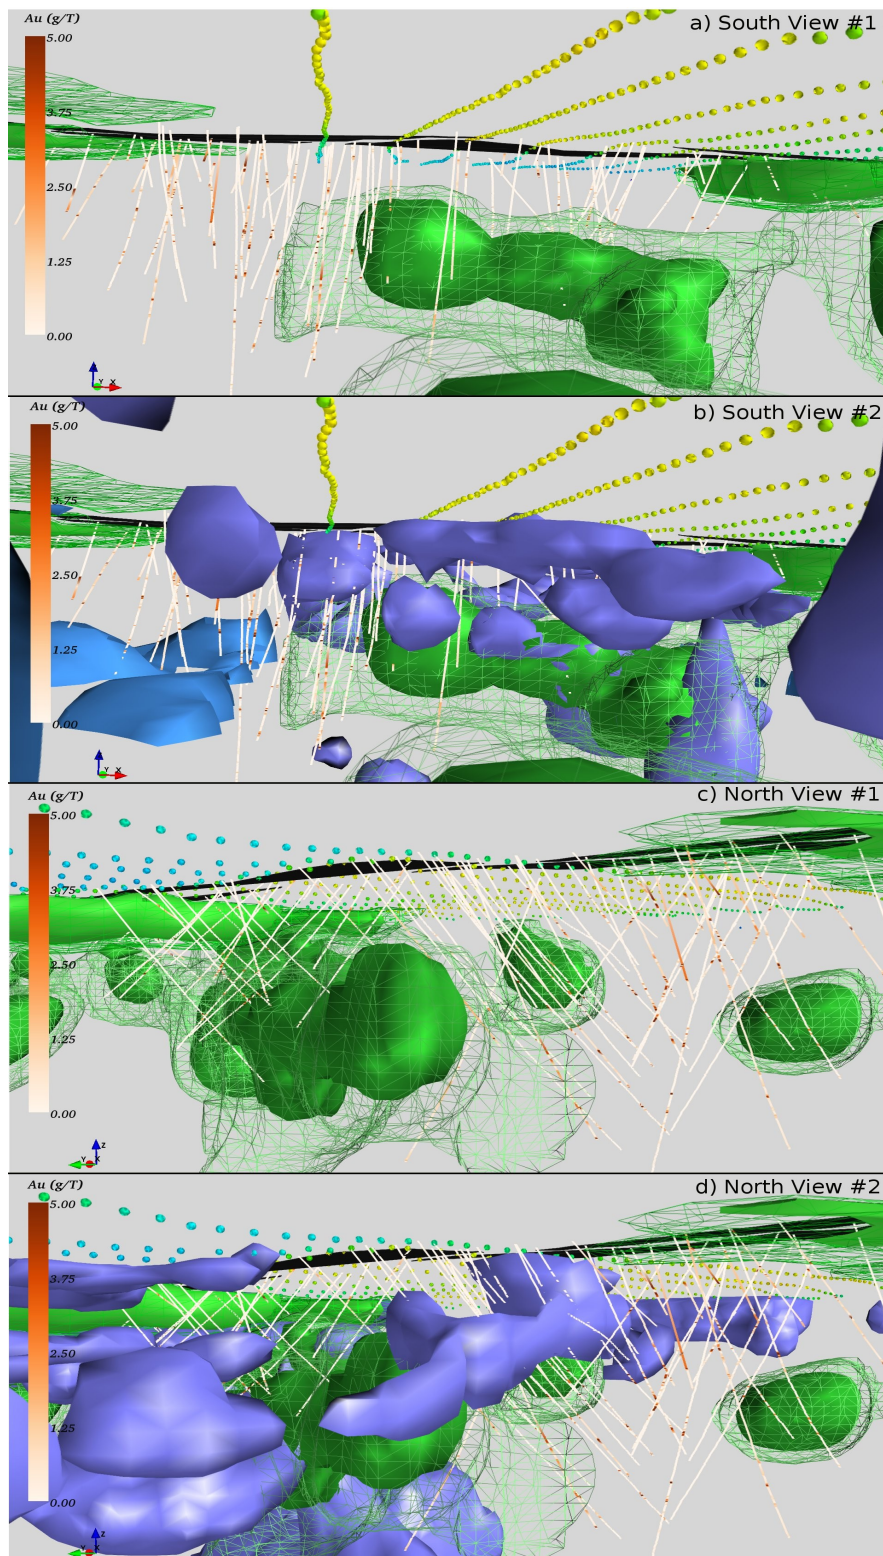 a) South View #1
Au (g/T)
5.00
3.75
2.50
1.25
0.00
Y X
b) South View #2
Au (g/T)
5.00
3.75
2.50
1.25
0.00
Y X
c) North View #1
Au (g/T)
5.00
3.75
2.50
1.25
0.00
Z
Y X
d) North View #2
Au (g/T)
5.00
3.75
2.50
1.25
0.00
Z
Y X